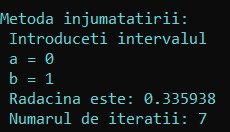 Metoda injumatatirii:
Introduceti intervalul
a = 0
b = 1
Radacina este: 0.335938
Numarul de iteratii: 7